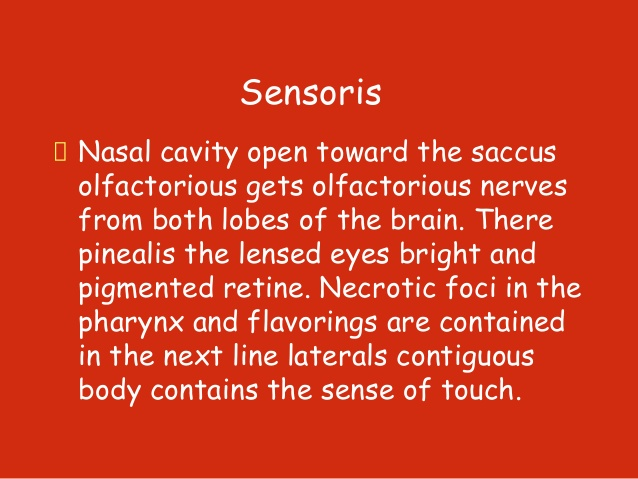 Sensoris
Nasal cavity open toward the saccus
olfactorious gets olfactorious nerves
from both lobes of the brain. There
pinealis the lensed eyes bright and
pigmented retine. Necrotic foci in the
pharynx and flavorings are contained
in the next line laterals contiguous
body contains the sense of touch.